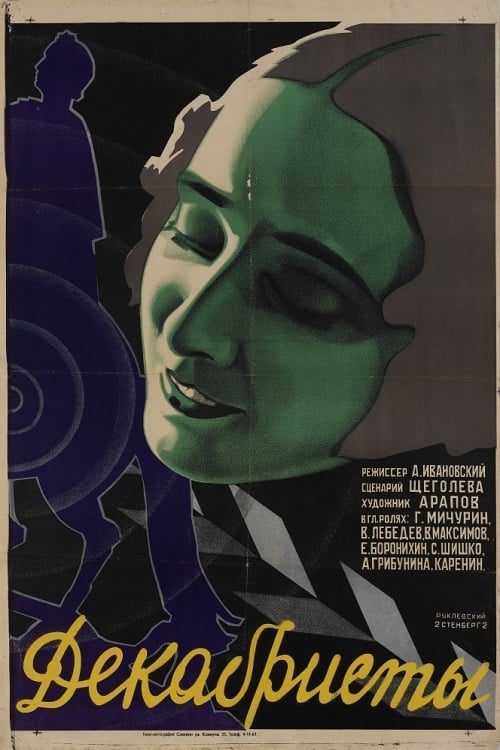 РЕЖИССЕР А.ИВАНОВСКИЙ
СЦЕНАРИЙ ЩЕГОЛЕВА
ХУДОЖНИК АРАПОВ
В ГЛ.РОЛЯХ: Г. МИЧУРИН,
В. ЛЕБЕДЕВ, В.МАКСИМОВ,
Е. БОРОНИХИН, С. ШИШКО,
А.ГРИБУНИНА, КАРЕНИН.
РУКЛЕВСКИЙ
2 СТЕНБЕРГ 2
Декабристы